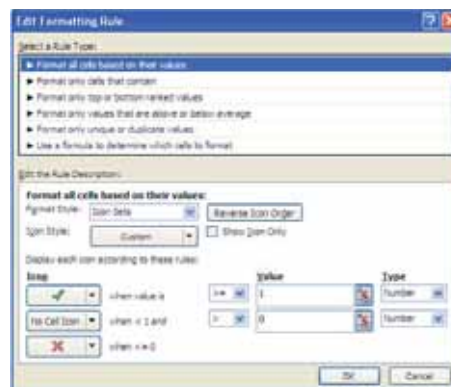 Edit Formatting Rule
Select a Rule Type:
► Format all cells based on their values
► Format only cells that contain
► Format only top or bottom ranked values
► Format only values that are above or below average
► Format only unique or duplicate values
► Use a formula to determine which cells to format
Edit the Rule Description:
Format all cells based on their values:
Format Style: Icon Sets Reverse Icon Order
Icon Style: Custom Show Icon Only
Display each icon according to these rules:
Icon Value Type
when value is >= 1 Number
No Cell Icon when < 1 and > 0 Number
when <= 0
OK Cancel